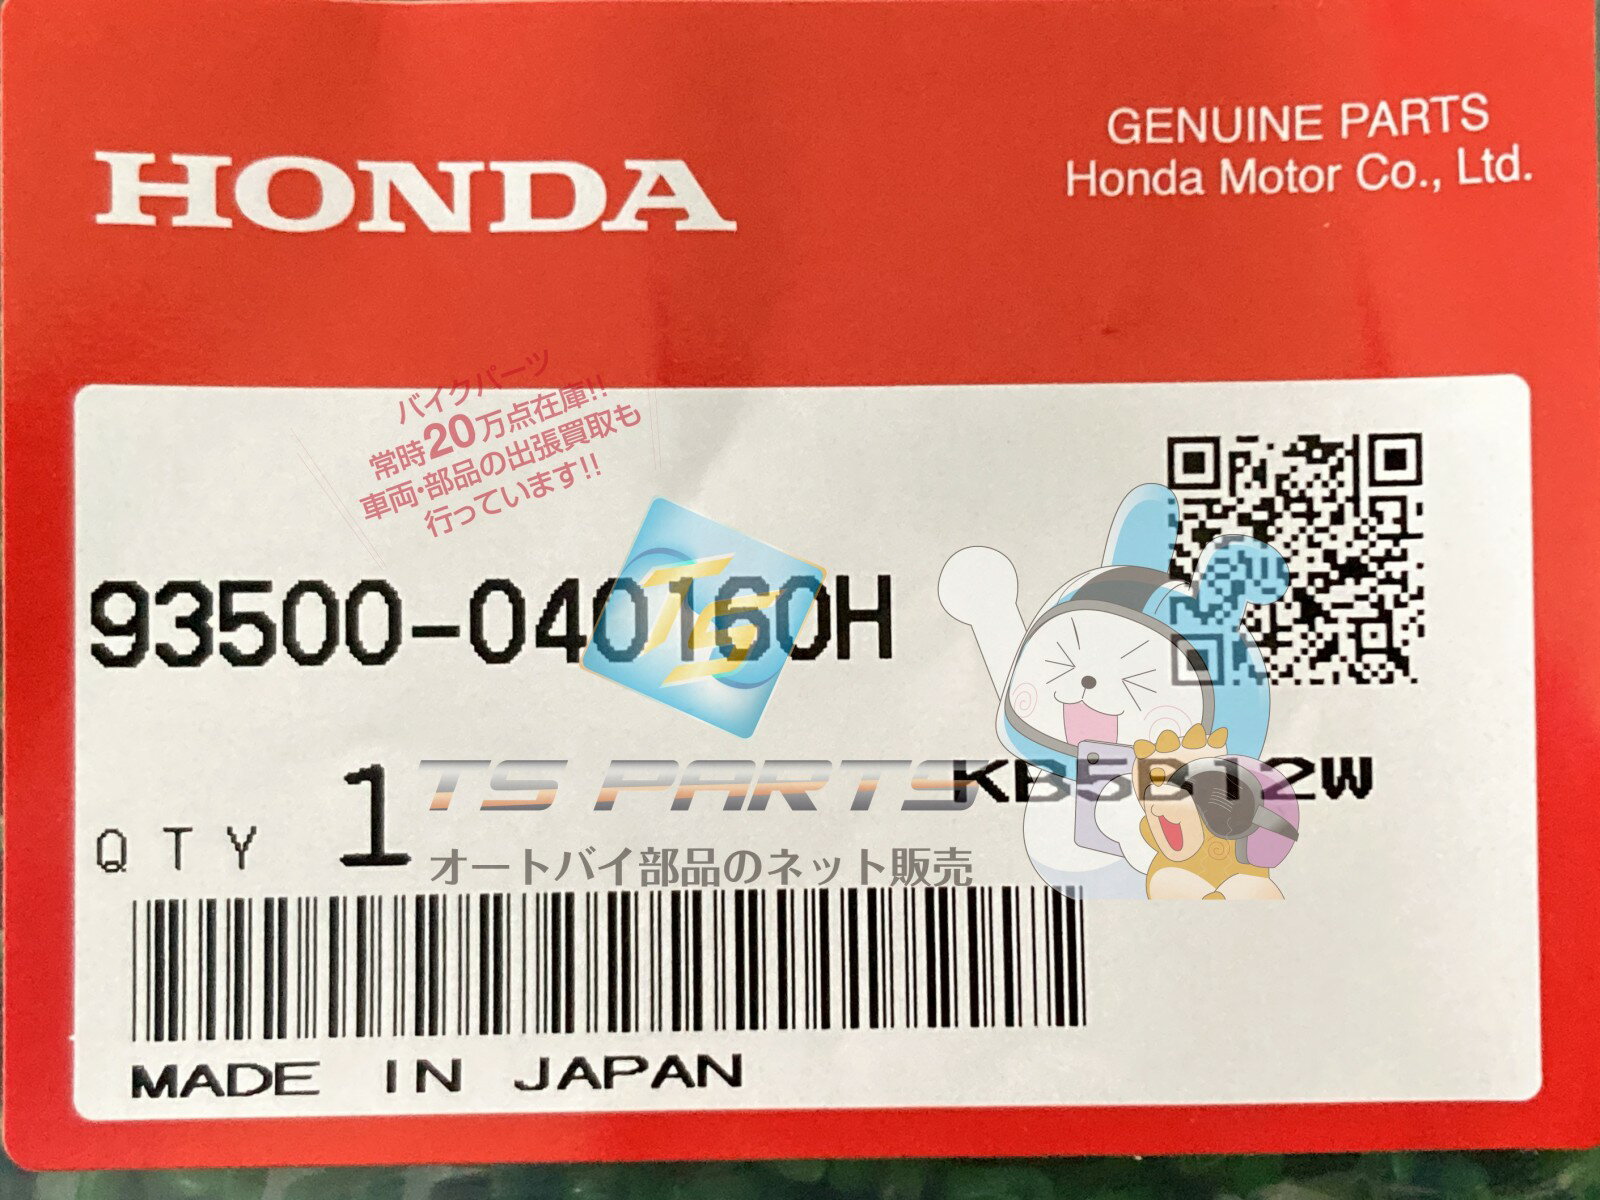 HONDA
GENUINE PARTS
Honda Motor Co., Ltd.
バイクパーツ
常時20万点在庫!!
車両・部品の出張買取も
行っています!!
93500-040160H
TS
TS PARTS
KB5B12W
QTY 1
オートバイ部品のネット販売
MADE IN JAPAN